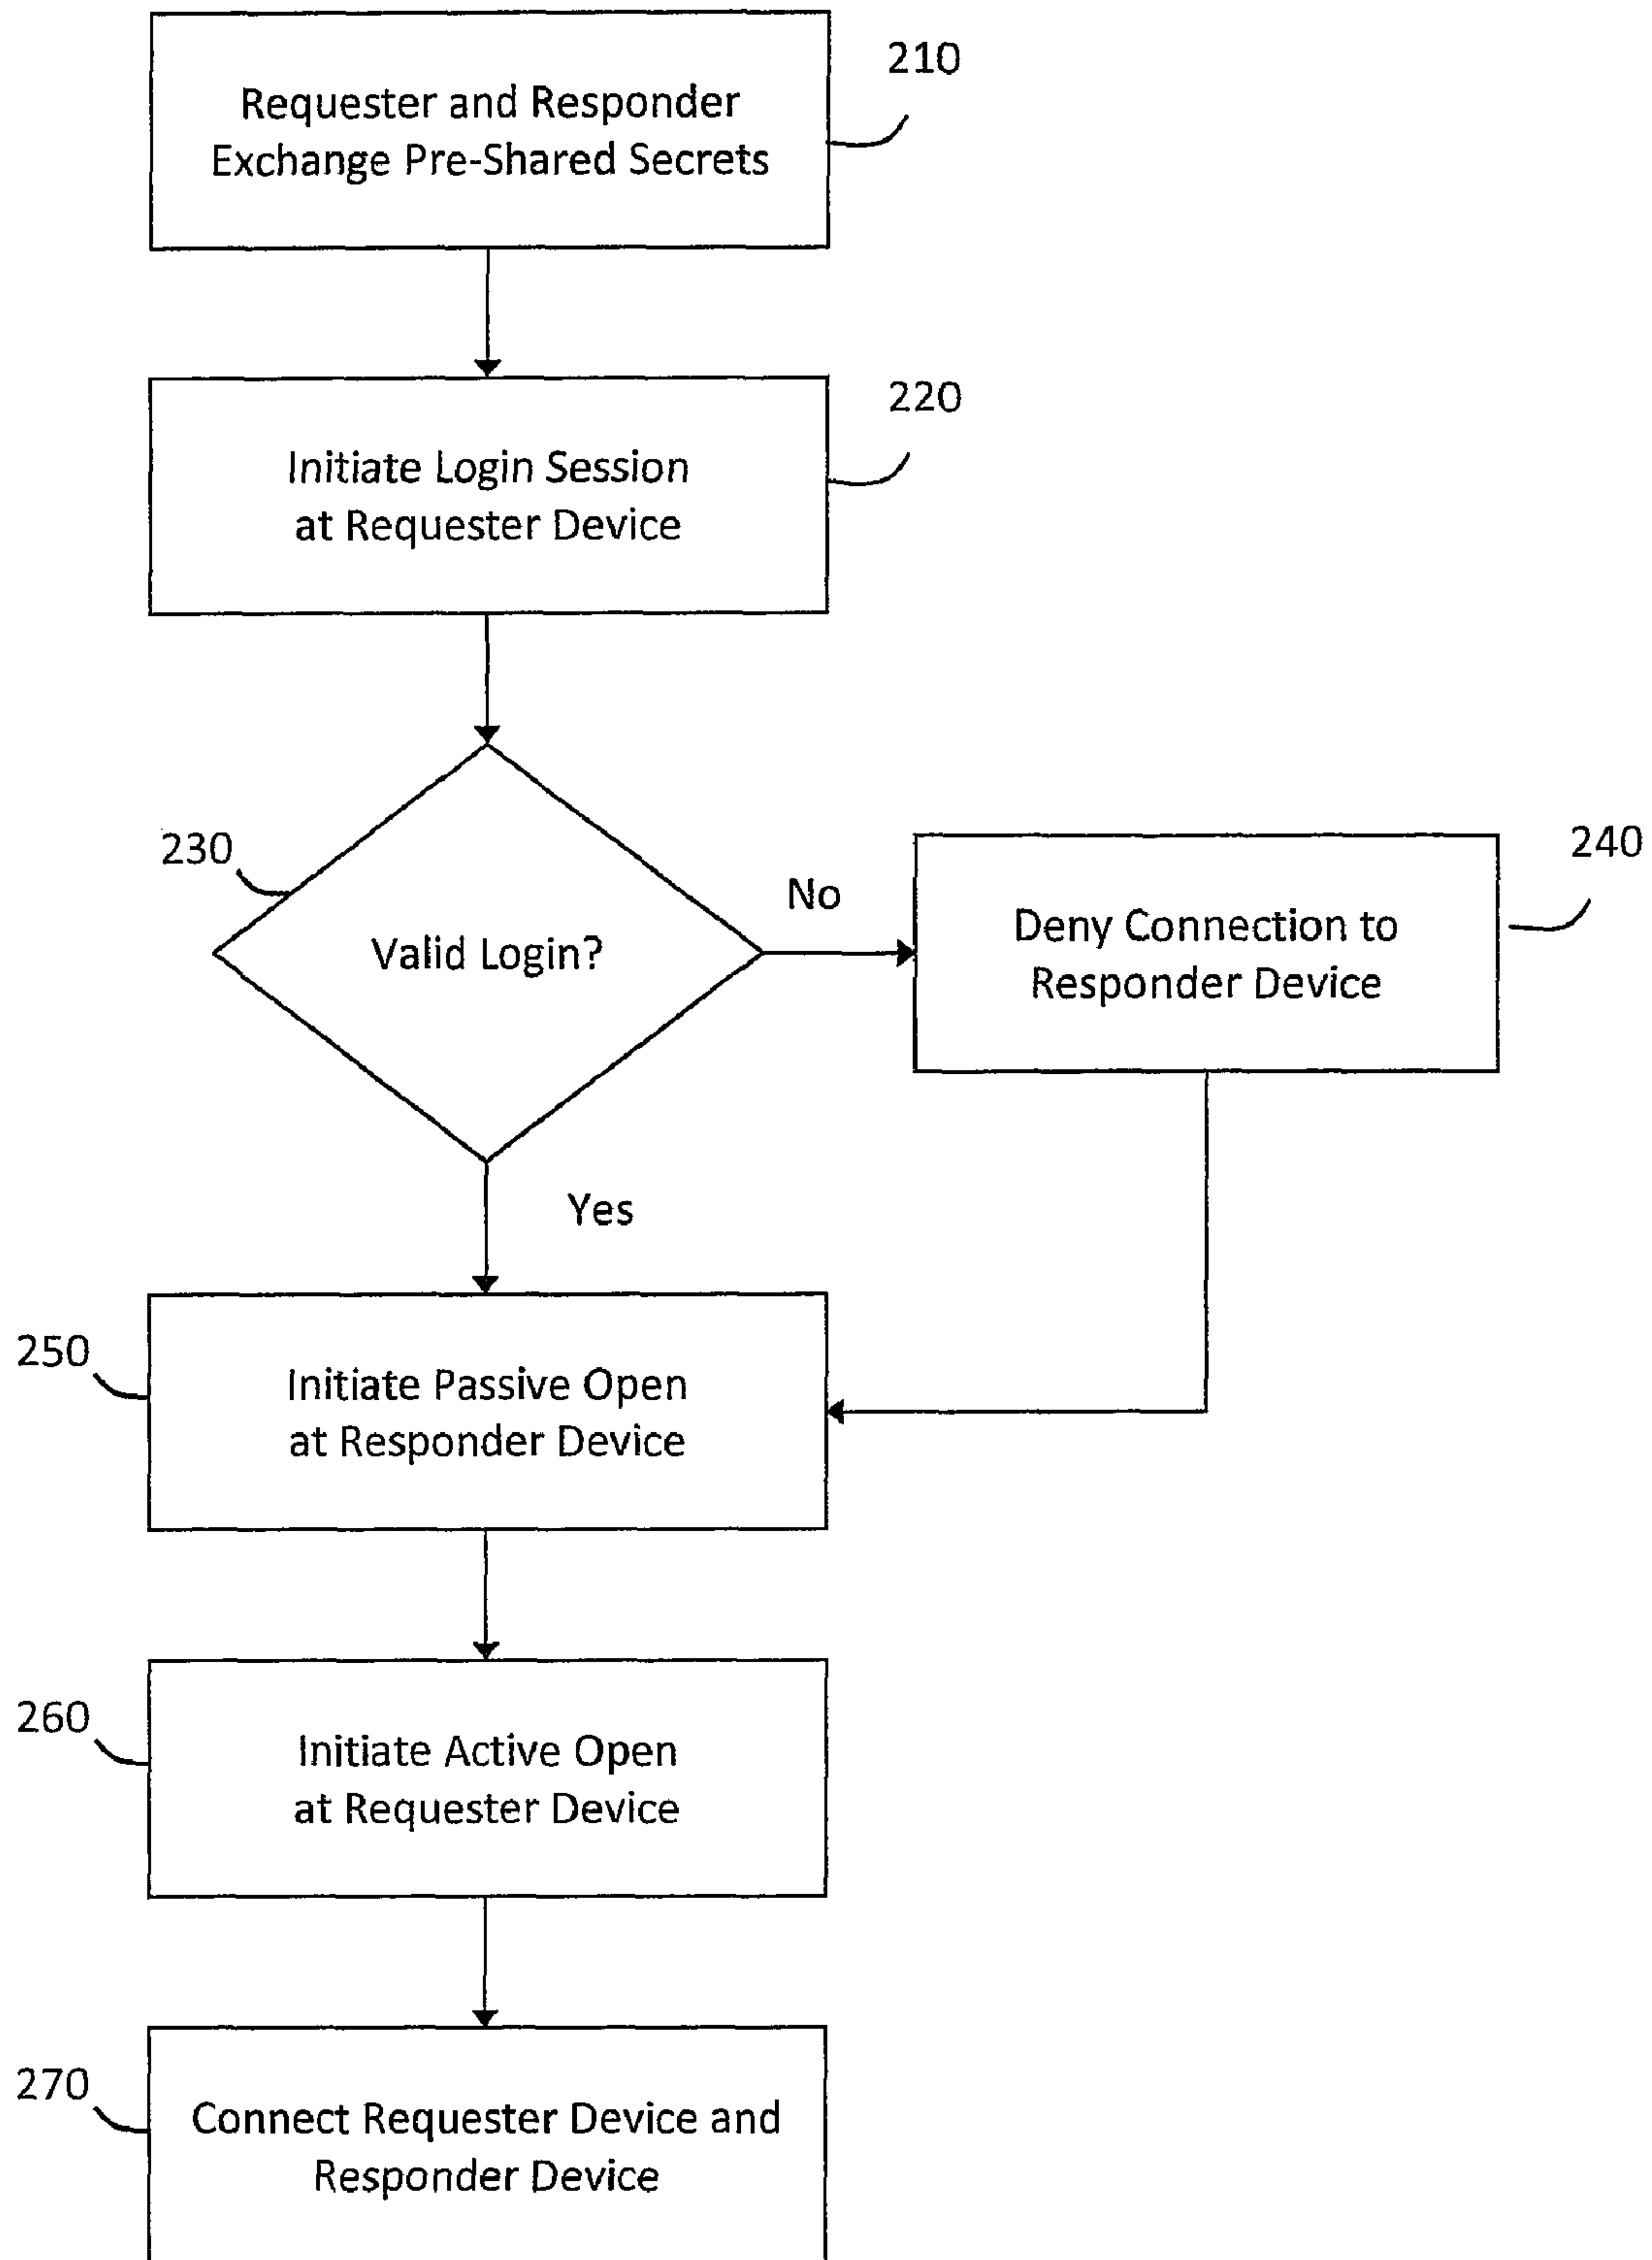 210
Requester and Responder
Exchange Pre-Shared Secrets
220
Initiate Login Session
at Requester Device
230
Valid Login?
No
240
Deny Connection to
Responder Device
Yes
250
Initiate Passive Open
at Responder Device
260
Initiate Active Open
at Requester Device
270
Connect Requester Device and
Responder Device